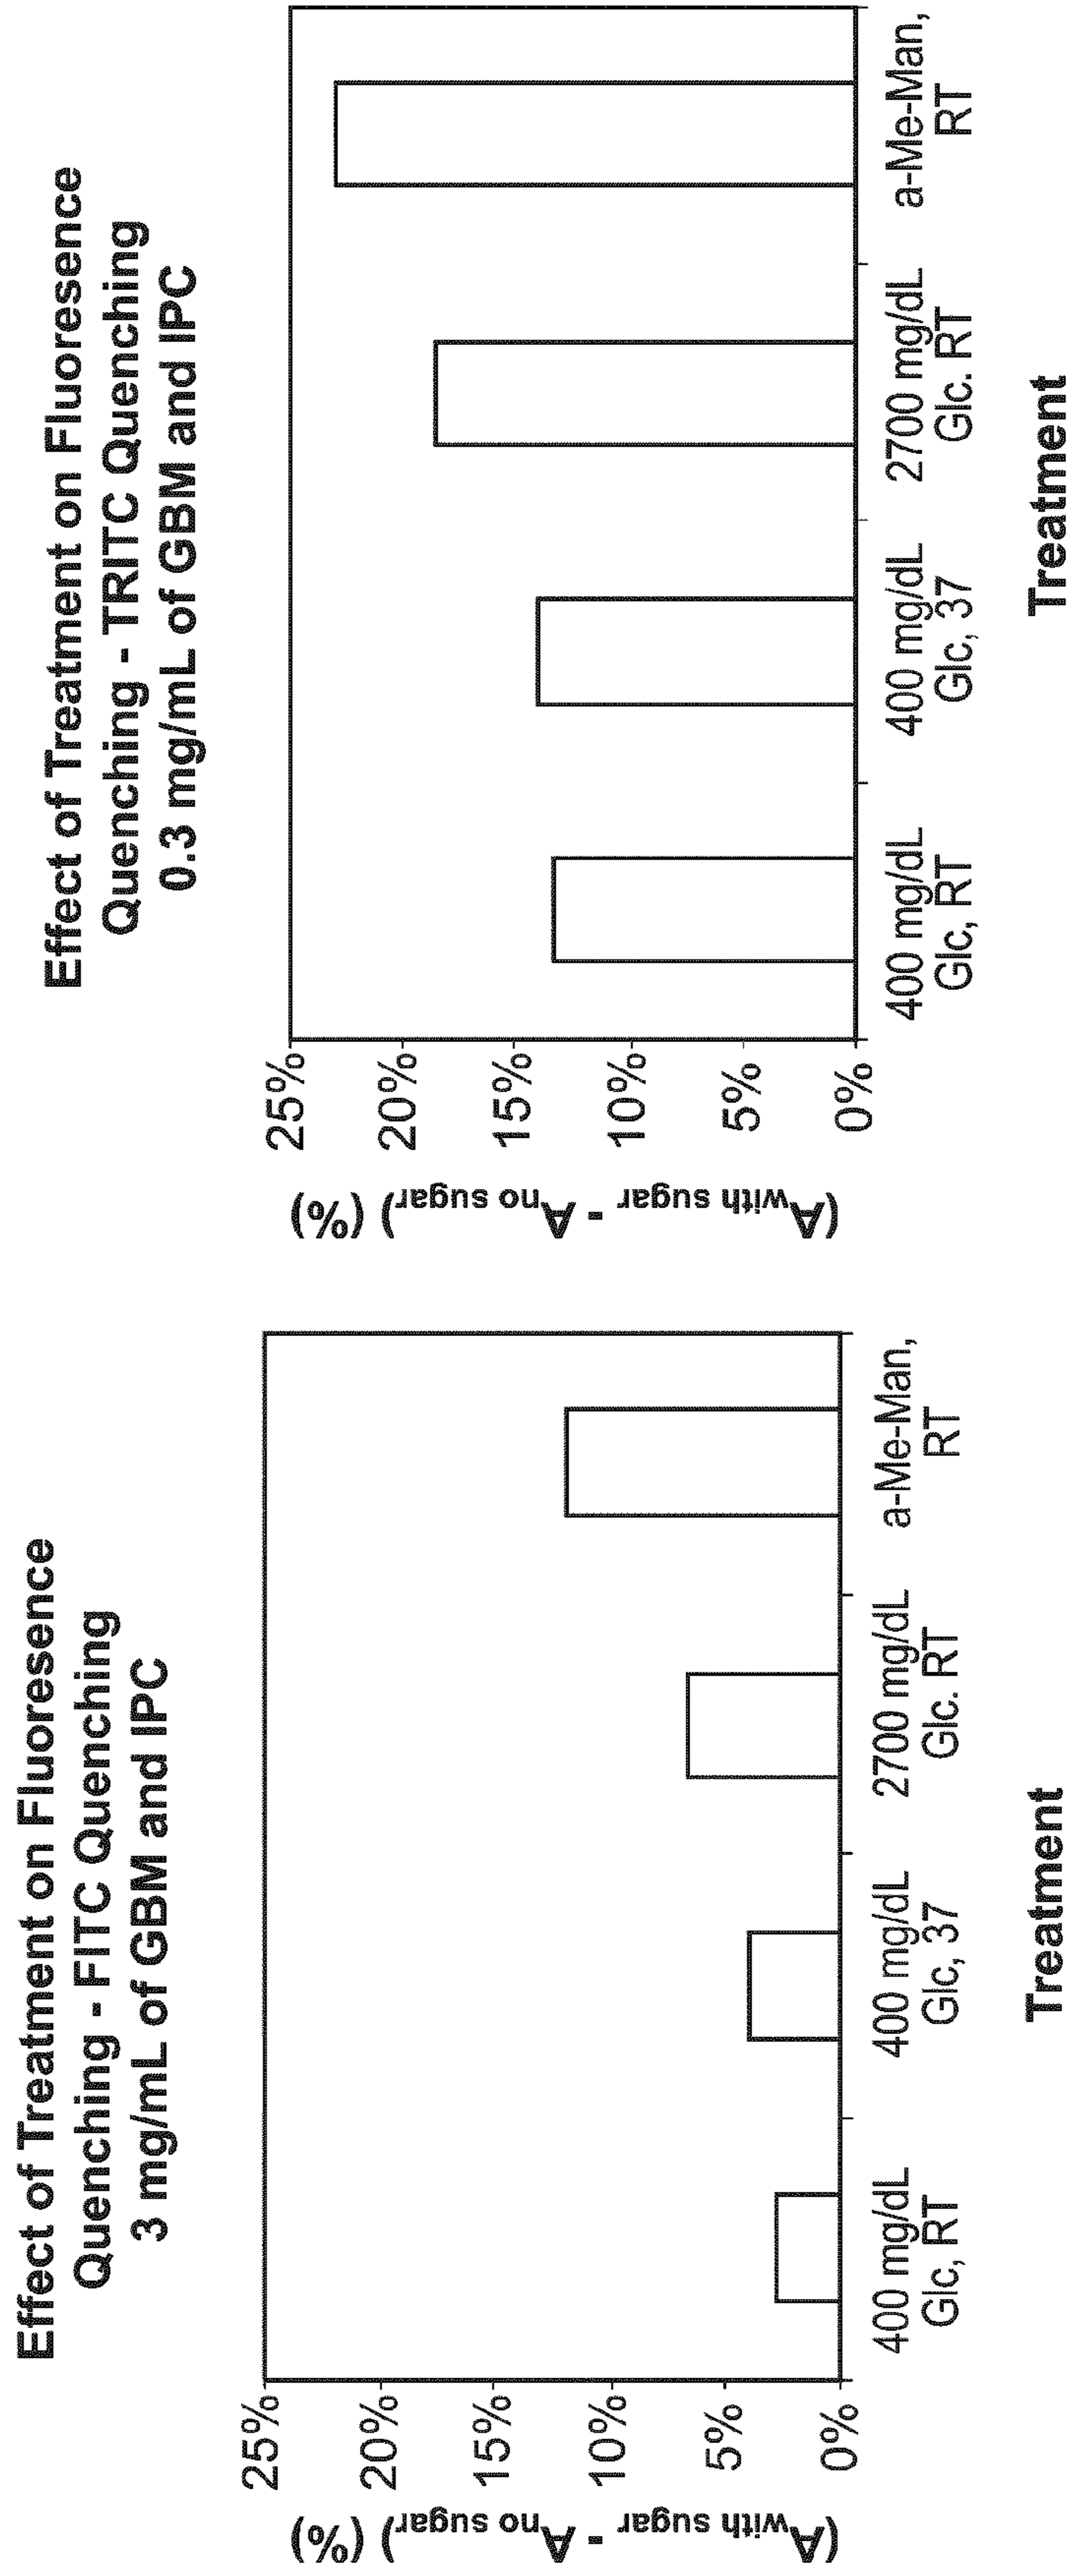 Effect of Treatment on Fluoresence
Quenching - FITC Quenching
3 mg/mL of GBM and IPC
(A with sugar - A no sugar) (%)
25%
20%
15%
10%
5%
0%
400 mg/dL
Glc, RT
400 mg/dL
Glc, 37
2700 mg/dL
Glc. RT
a-Me-Man,
RT
Treatment
Effect of Treatment on Fluoresence
Quenching - TRITC Quenching
0.3 mg/mL of GBM and IPC
(A with sugar - A no sugar) (%)
25%
20%
15%
10%
5%
0%
400 mg/dL
Glc, RT
400 mg/dL
Glc, 37
2700 mg/dL
Glc. RT
a-Me-Man,
RT
Treatment